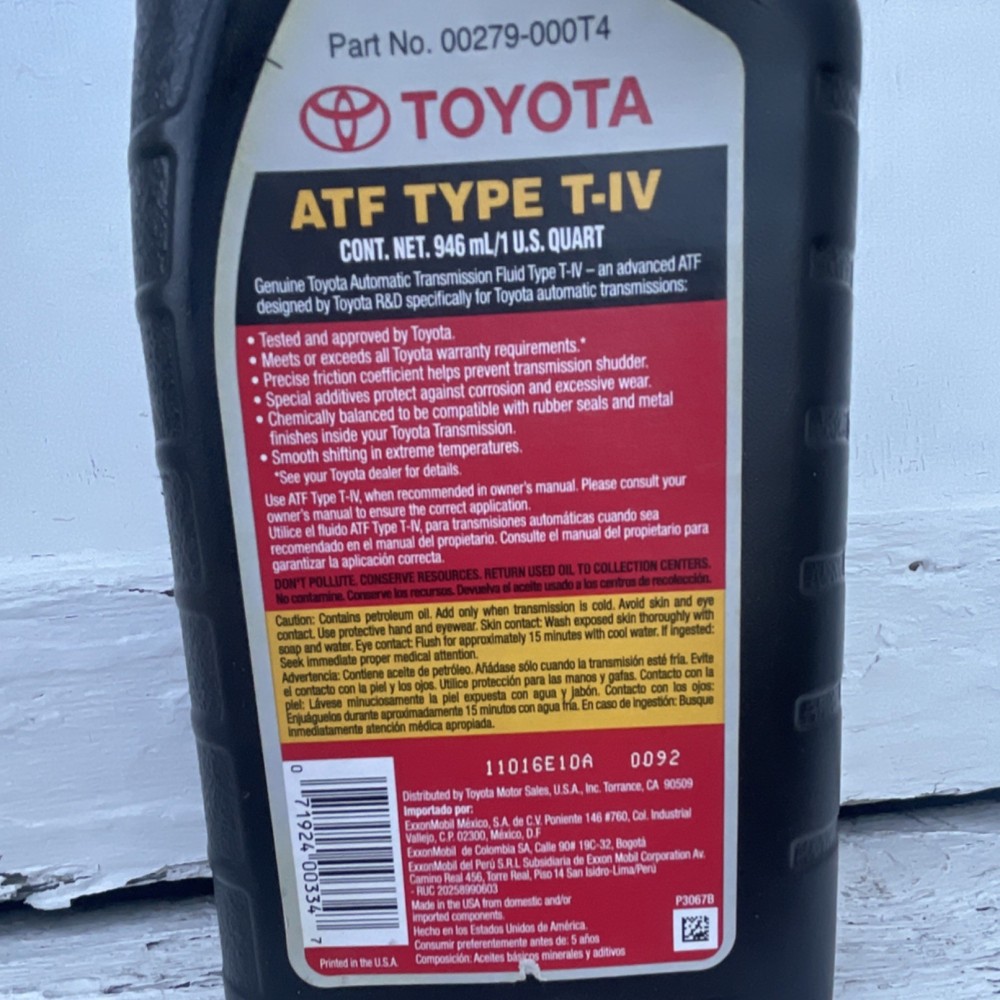 Part No. 00279-000T4
TOYOTA
ATF TYPE T-IV
CONT. NET. 946 mL/1 U.S. QUART
Genuine Toyota Automatic Transmission Fluid Type T-IV – an advanced ATF
designed by Toyota R&D specifically for Toyota automatic transmissions:
• Tested and approved by Toyota.
• Meets or exceeds all Toyota warranty requirements.*
• Precise friction coefficient helps prevent transmission shudder.
• Special additives protect against corrosion and excessive wear.
• Chemically balanced to be compatible with rubber seals and metal
finishes inside your Toyota Transmission.
• Smooth shifting in extreme temperatures.
*See your Toyota dealer for details.
Use ATF Type T-IV, when recommended in owner's manual. Please consult your
owner's manual to ensure the correct application.
Utilice el fluido ATF Type T-IV, para transmisiones automáticas cuando sea
recomendado en el manual del propietario. Consulte el manual del propietario para
garantizar la aplicación correcta.
DON'T POLLUTE. CONSERVE RESOURCES. RETURN USED OIL TO COLLECTION CENTERS.
No contamine. Conserve los recursos. Devuelva el aceite usado a los centros de recolección.
Caution: Contains petroleum oil. Add only when transmission is cold. Avoid skin and eye
contact. Use protective hand and eyewear. Skin contact: Wash exposed skin thoroughly with
soap and water. Eye contact: Flush for approximately 15 minutes with cool water. If ingested:
Seek immediate proper medical attention.
Advertencia: Contiene aceite de petróleo. Añádase sólo cuando la transmisión esté fría. Evite
el contacto con la piel y los ojos. Utilice protección para las manos y gafas. Contacto con la
piel: Lávese minuciosamente la piel expuesta con agua y jabón. Contacto con los ojos:
Enjuáguelos durante aproximadamente 15 minutos con agua fría. En caso de ingestión: Busque
inmediatamente atención médica apropiada.
11016E10A 0092
Distributed by Toyota Motor Sales, U.S.A., Inc. Torrance, CA 90509
Importado por:
ExxonMobil México, S.A. de C.V. Poniente 146 #760, Col. Industrial
Vallejo, C.P. 02300, México, D.F
ExxonMobil de Colombia SA, Calle 90# 19C-32, Bogotá
ExxonMobil del Perú S.R.L Subsidiaria de Exxon Mobil Corporation Av.
Camino Real 456, Torre Real, Piso 14 San Isidro-Lima/Perú
- RUC 20258990603
Made in the USA from domestic and/or
imported components.
Hecho en los Estados Unidos de América.
Consumir preferentemente antes de: 5 años
Composición: Aceites básicos minerales y aditivos
P3067B
0 71924 00334 7
Printed in the U.S.A.